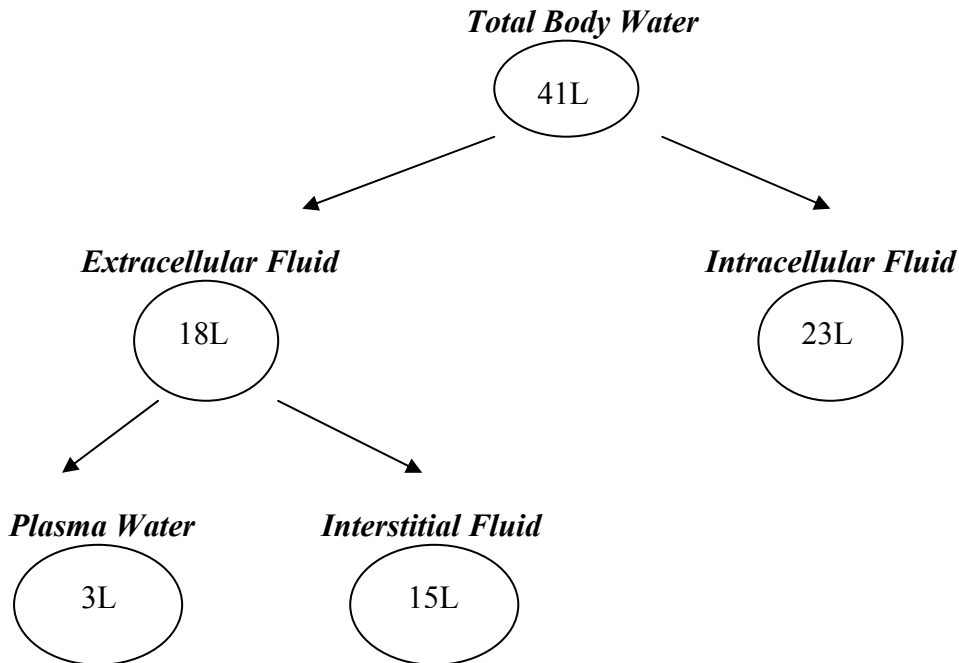 Total Body Water
41L
Extracellular Fluid
Intracellular Fluid
18L
23L
Plasma Water
Interstitial Fluid
3L
15L